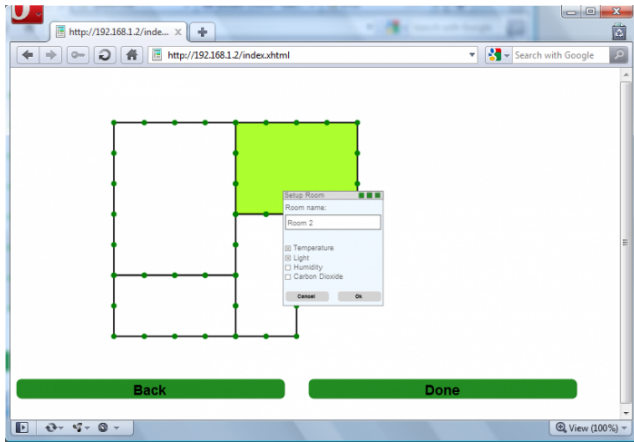 http://192.168.1.2/inde...
http://192.168.1.2/index.xhtml
Search with Google
Setup Room
Room name:
Room 2
Temperature
Light
Humidity
Carbon Dioxide
Cancel
Ok
Back
Done
View (100%)